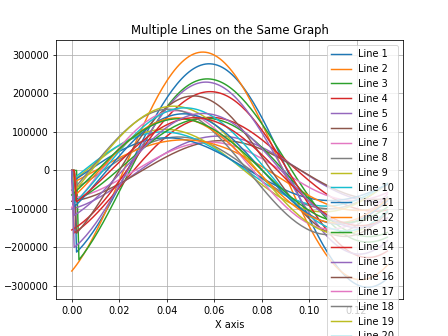 Multiple Lines on the Same Graph
300000
200000
100000
0
−100000
−200000
−300000
0.00 0.02 0.04 0.06 0.08 0.10
X axis
Line 1
Line 2
Line 3
Line 4
Line 5
Line 6
Line 7
Line 8
Line 9
Line 10
Line 11
Line 12
Line 13
Line 14
Line 15
Line 16
Line 17
Line 18
Line 19
Line 20